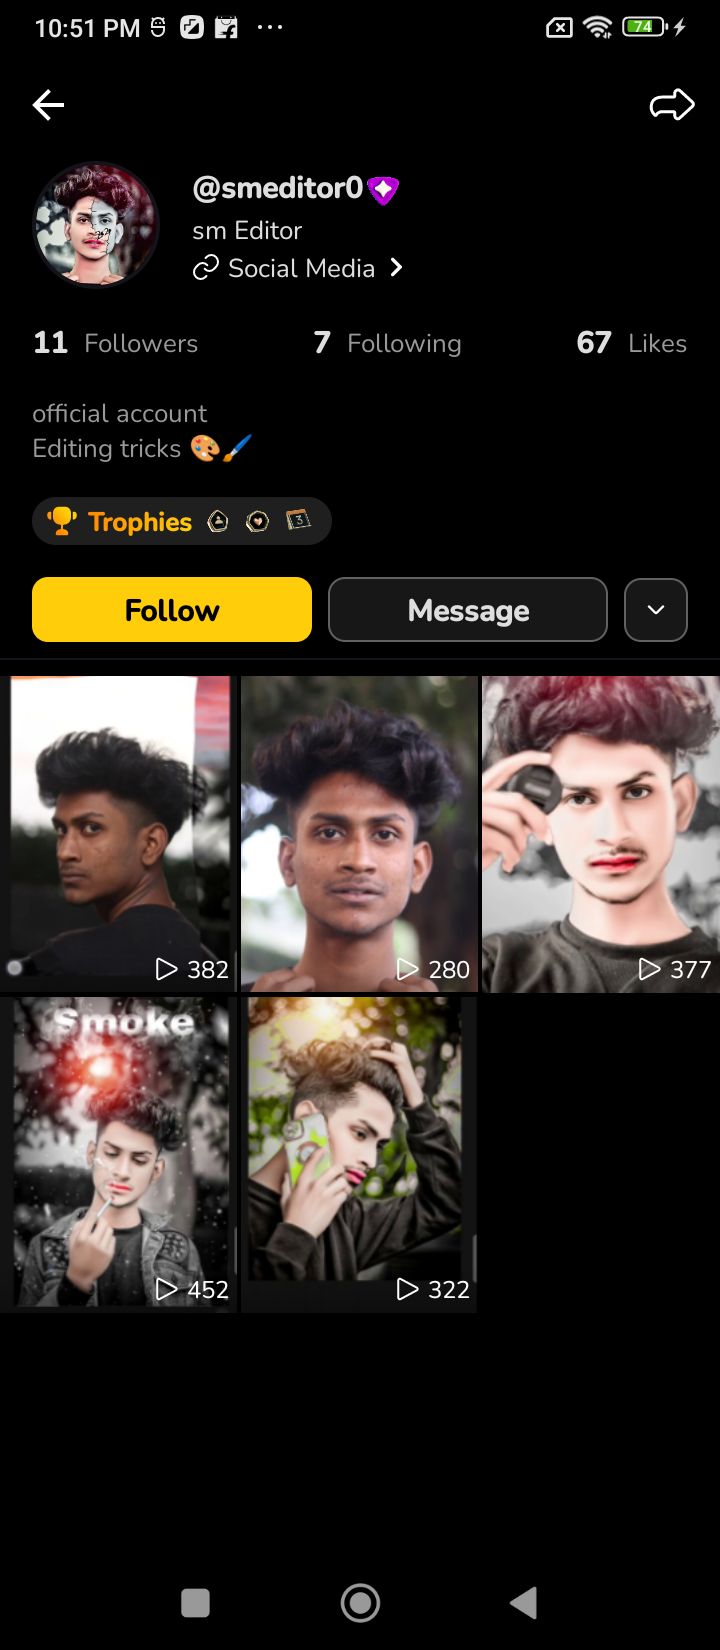 10:51 PM
74
@smeditor0
sm Editor
Social Media
11 Followers 7 Following 67 Likes
official account
Editing tricks 🎨🖌️
Trophies 3
Follow Message
382 280 377
Smoke
452 322